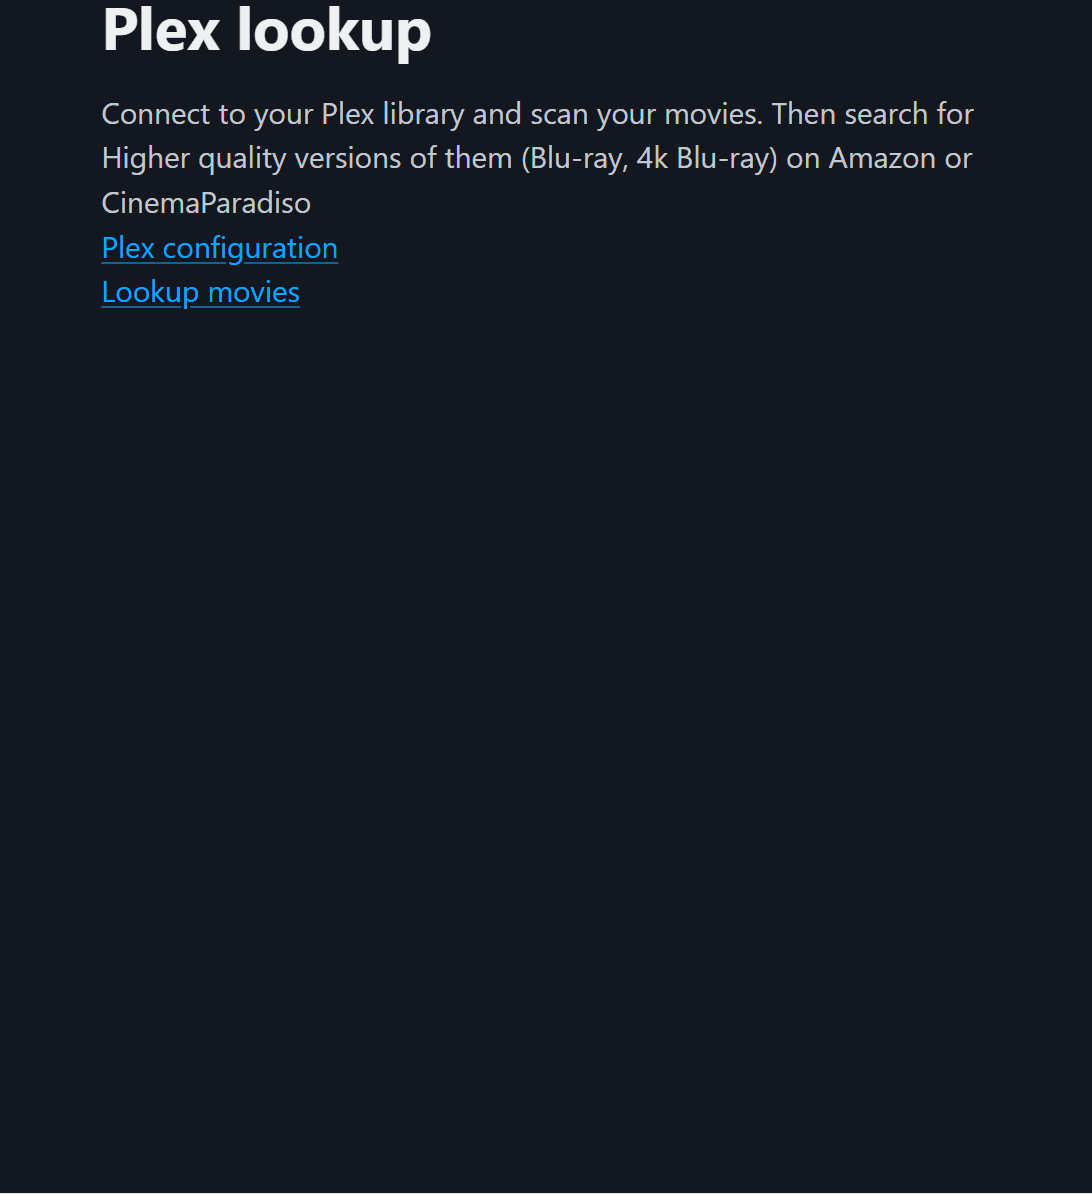 Plex lookup
Connect to your Plex library and scan your movies. Then search for
Higher quality versions of them (Blu-ray, 4k Blu-ray) on Amazon or
CinemaParadiso
Plex configuration
Lookup movies